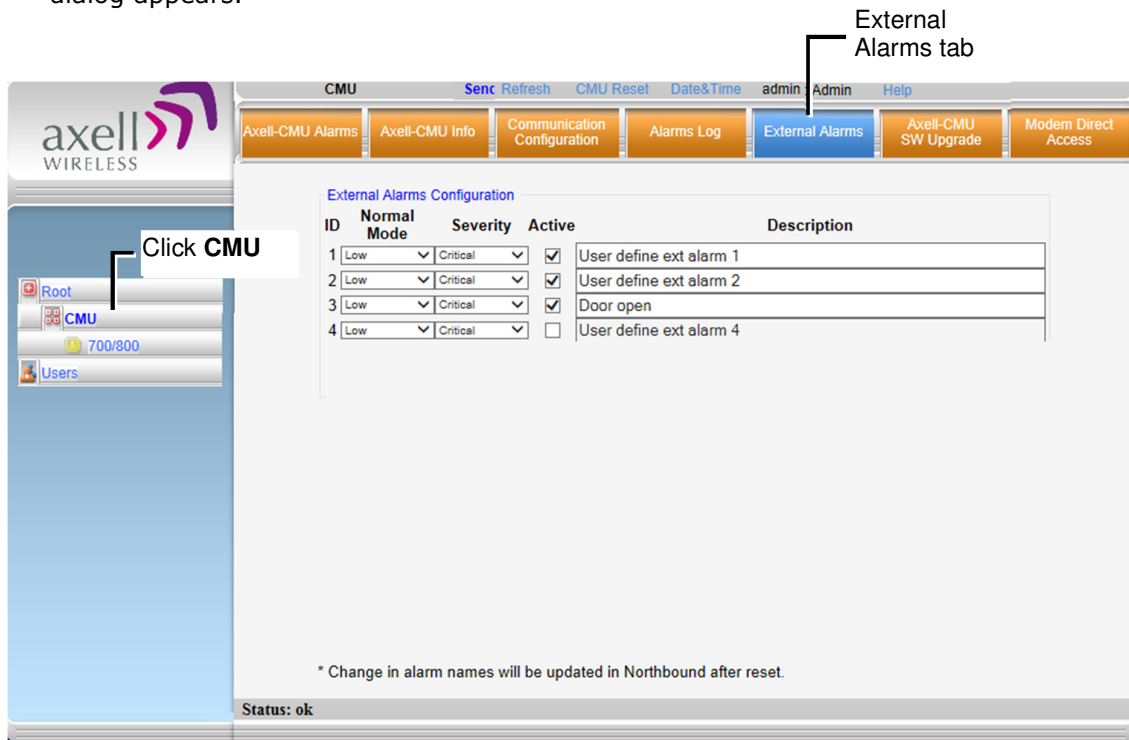 dialog appears.
External
Alarms tab
CMU Send Refresh CMU Reset Date&Time admin : Admin Help
axell
WIRELESS
Axell-CMU Alarms Axell-CMU Info Communication Configuration Alarms Log External Alarms Axell-CMU SW Upgrade Modem Direct Access
Click CMU
Root
CMU
700/800
Users
External Alarms Configuration
ID Normal Mode Severity Active Description
1 Low Critical User define ext alarm 1
2 Low Critical User define ext alarm 2
3 Low Critical Door open
4 Low Critical User define ext alarm 4
* Change in alarm names will be updated in Northbound after reset.
Status: ok